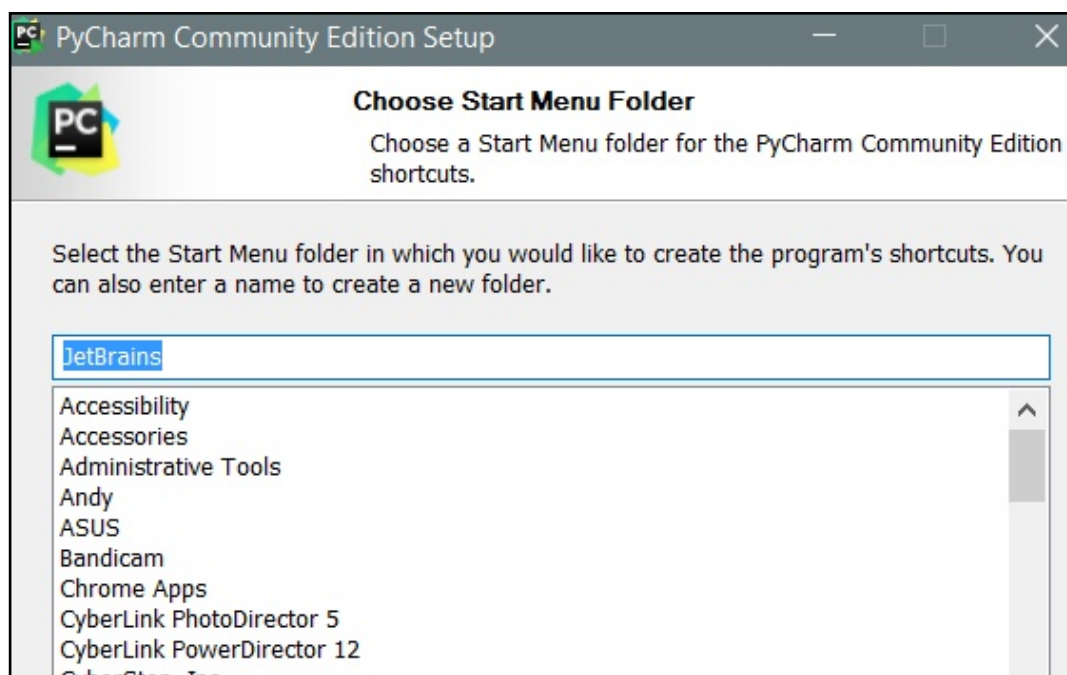 PyCharm Community Edition Setup
PC
Choose Start Menu Folder
Choose a Start Menu folder for the PyCharm Community Edition
shortcuts.
Select the Start Menu folder in which you would like to create the program's shortcuts. You
can also enter a name to create a new folder.
JetBrains
Accessibility
Accessories
Administrative Tools
Andy
ASUS
Bandicam
Chrome Apps
CyberLink PhotoDirector 5
CyberLink PowerDirector 12